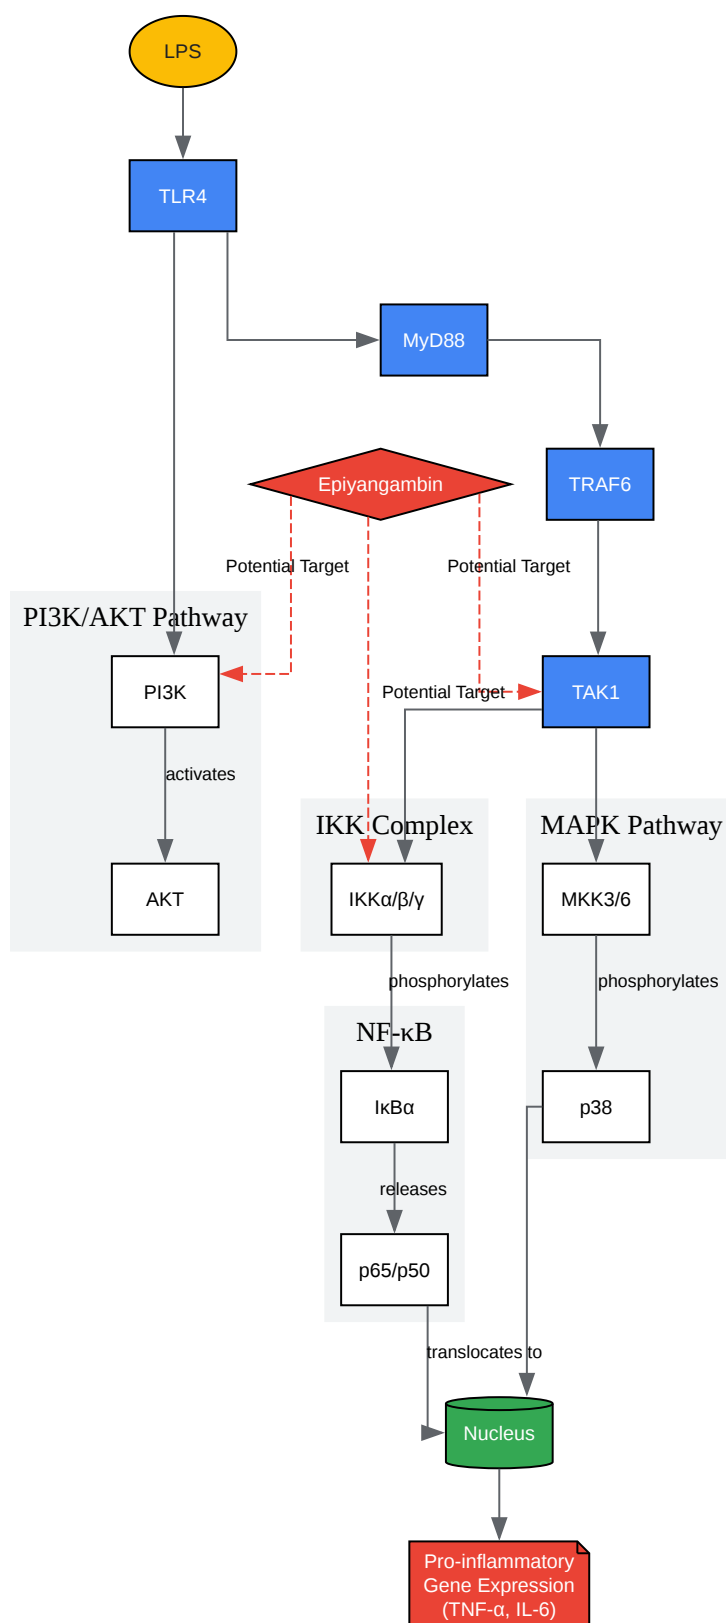 LPS
TLR4
MyD88
Epiyangambin
TRAF6
Potential Target
Potential Target
PI3K/AKT Pathway
PI3K
Potential Target
TAK1
activates
IKK Complex
MAPK Pathway
AKT
IKKα/β/γ
MKK3/6
phosphorylates
phosphorylates
NF-κB
IκBα
p38
releases
p65/p50
translocates to
Nucleus
Pro-inflammatory
Gene Expression
(TNF-α, IL-6)